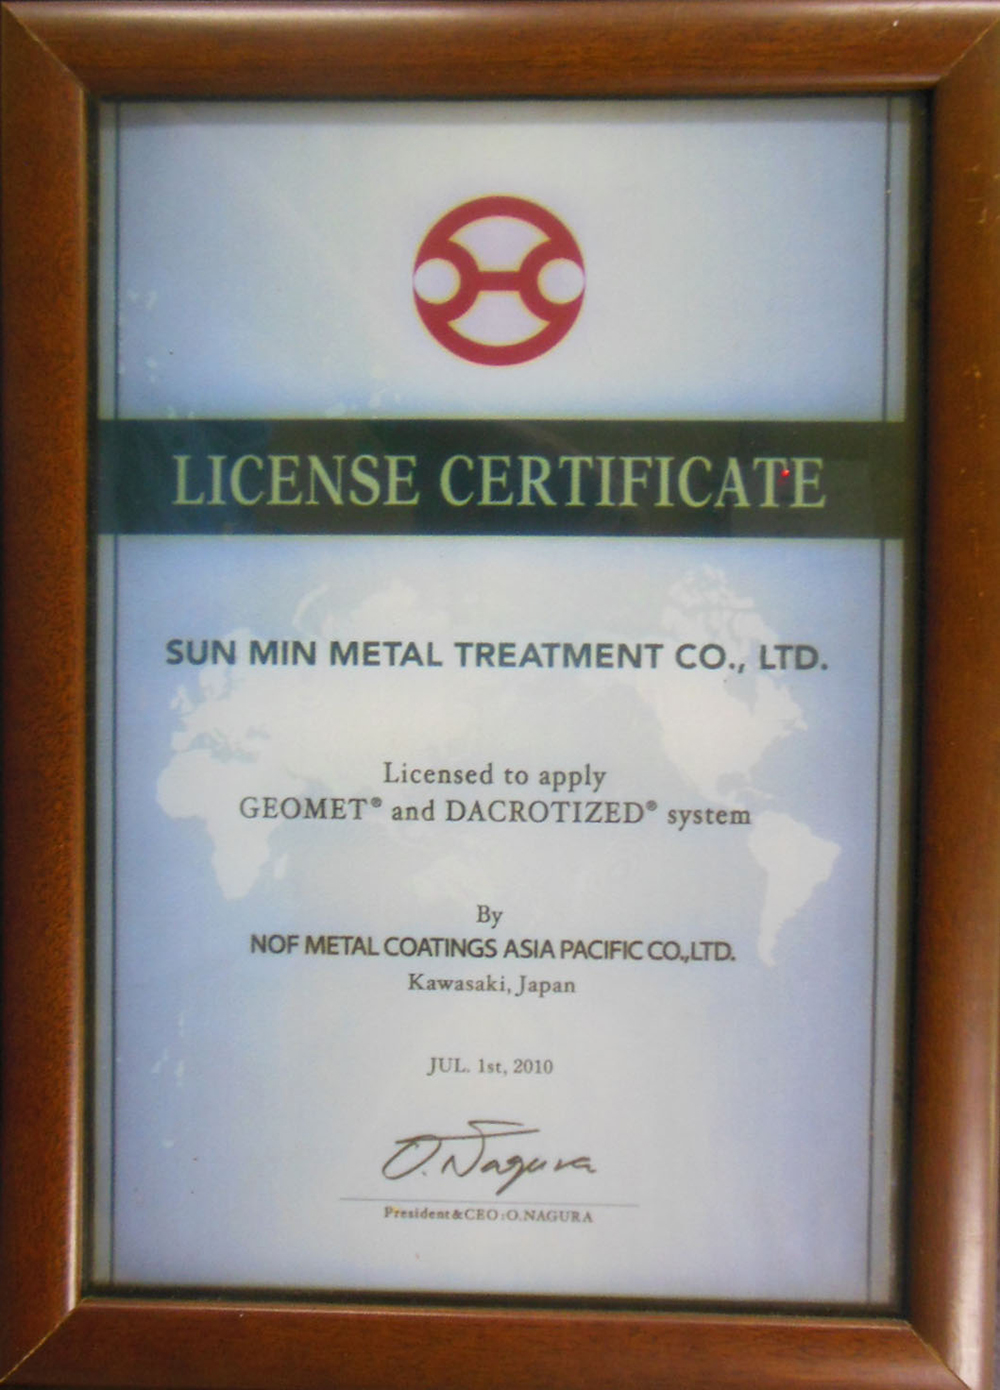 LICENSE CERTIFICATE
SUN MIN METAL TREATMENT CO., LTD.
Licensed to apply
GEOMET® and DACROTIZED® system
By
NOF METAL COATINGS ASIA PACIFIC CO.,LTD.
Kawasaki, Japan
JUL. 1st, 2010
O. Nagura
President&CEO:O.NAGURA